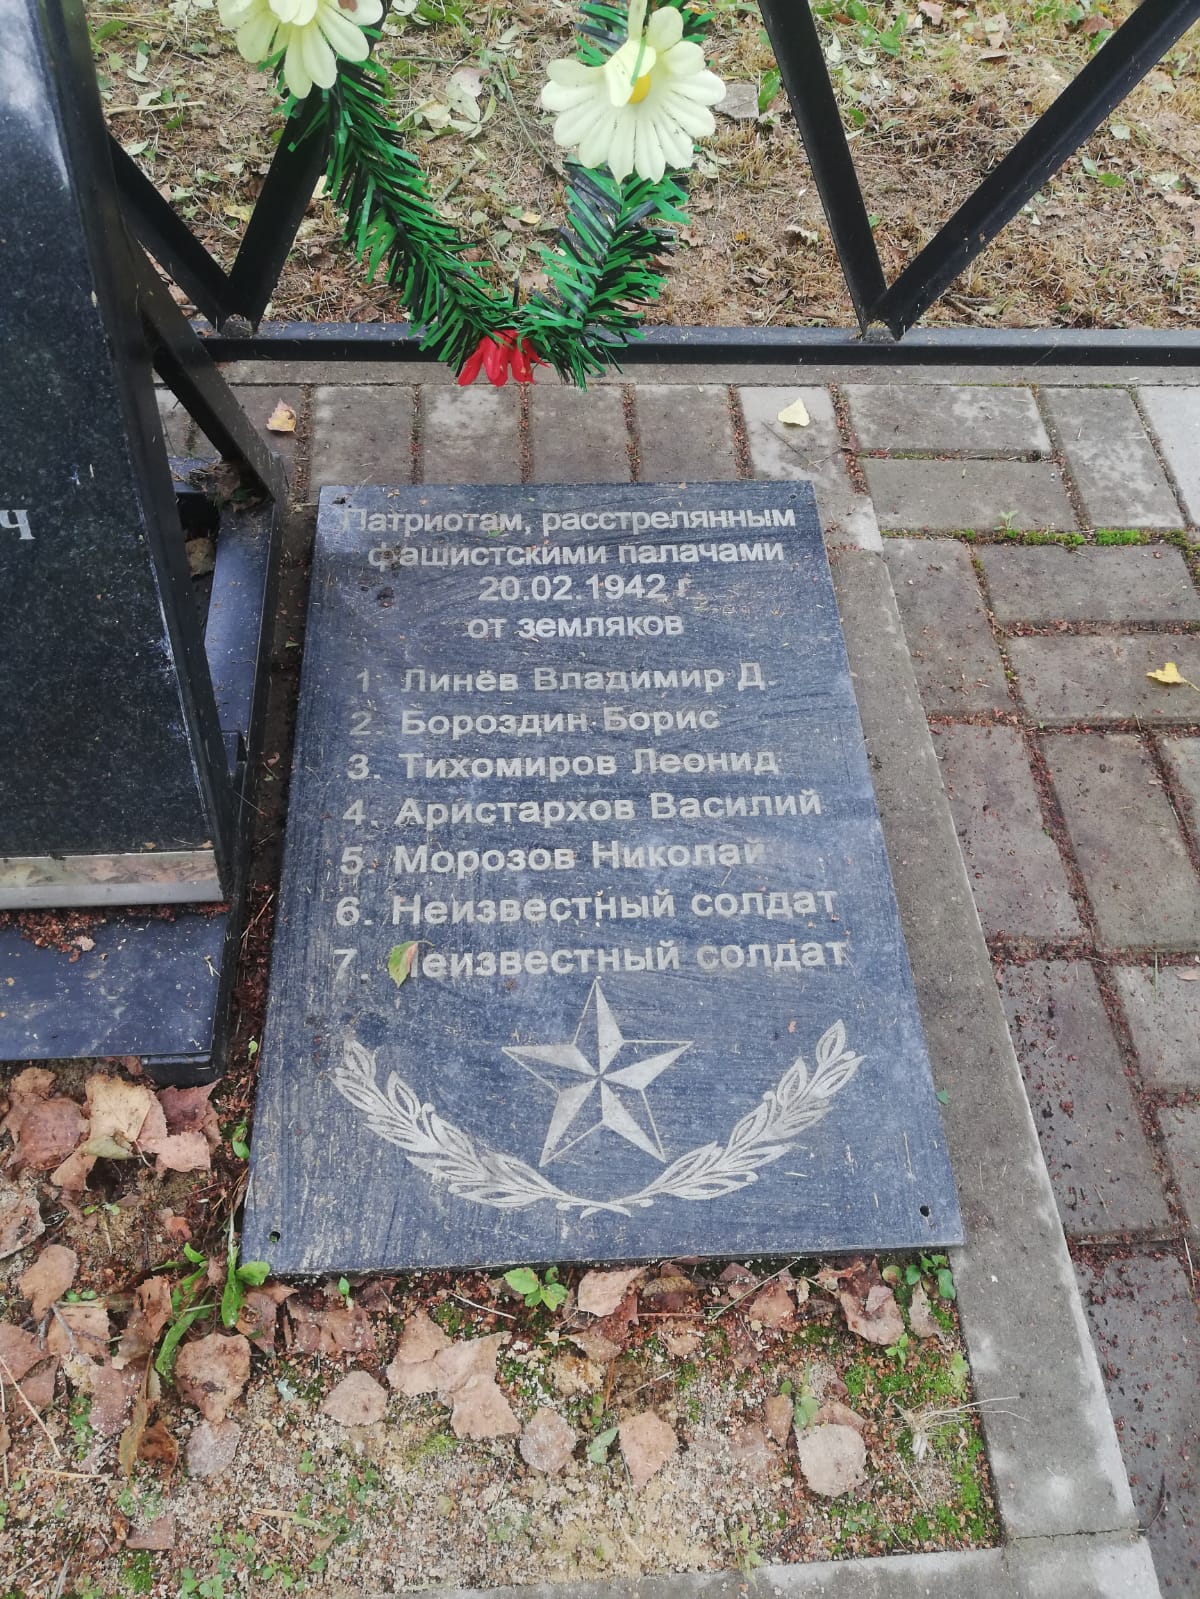 Патриотам, расстрелянным
фашистскими палачами
20.02.1942 г.
от земляков
1 Линёв Владимир Д.
2. Бороздин Борис
3. Тихомиров Леонид
4. Аристархов Василий
5. Морозов Николай
6. Неизвестный солдат
7. Неизвестный солдат